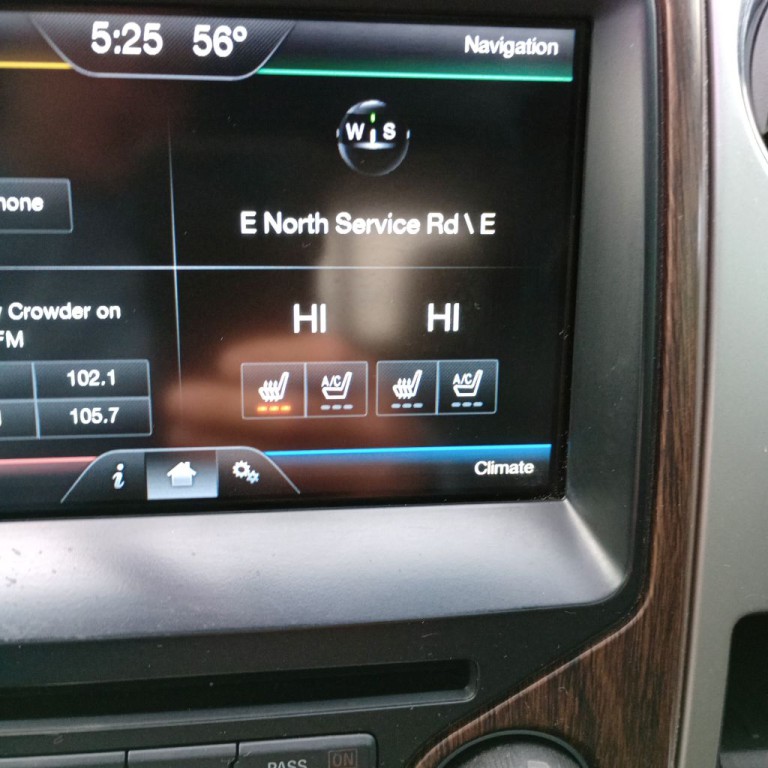 5:25 56°
Navigation
W S
E North Service Rd \ E
Crowder on
FM
HI HI
102.1
105.7
A/C A/C
i
Climate
PASS ON